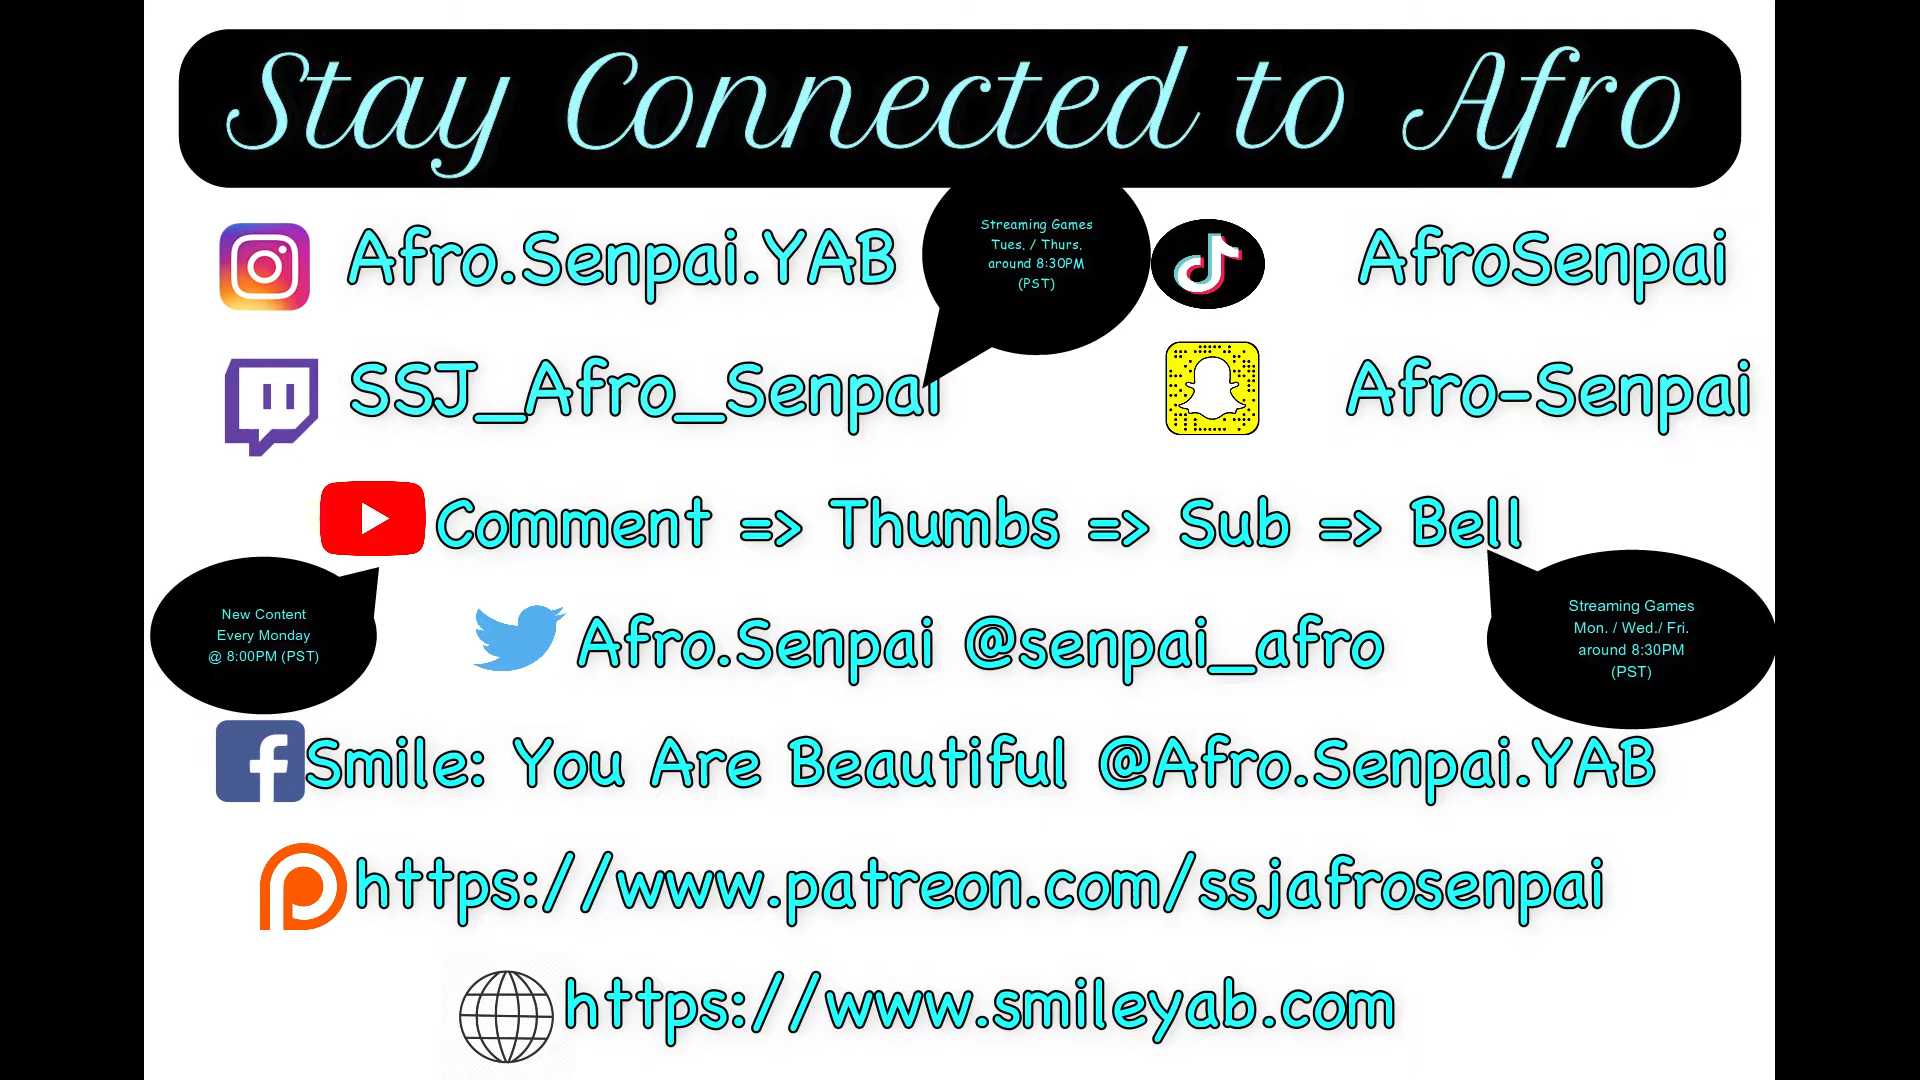 Stay Connected to Afro
Afro.Senpai.YAB
Streaming Games
Tues. / Thurs.
around 8:30PM
(PST)
AfroSenpai
SSJ_Afro_Senpai
Afro-Senpai
Comment => Thumbs => Sub => Bell
New Content
Every Monday
@ 8:00PM (PST)
Afro.Senpai @senpai_afro
Streaming Games
Mon. / Wed./ Fri.
around 8:30PM
(PST)
Smile: You Are Beautiful @Afro.Senpai.YAB
https://www.patreon.com/ssjafrosenpai
https://www.smileyab.com